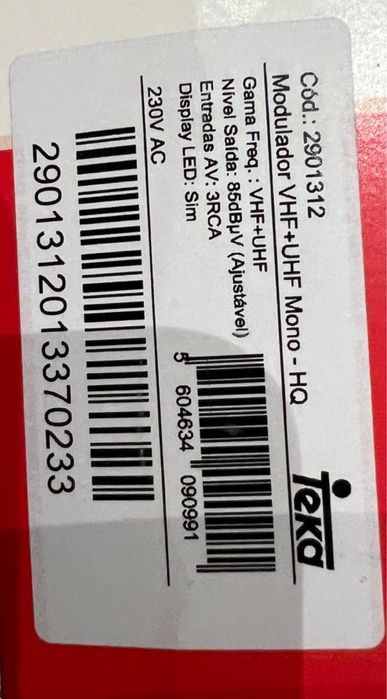 Cód.: 2901312
Modulador VHF+UHF Mono - HQ
Teka
Gama Freq. : VHF+UHF
Nível Saída: 85dBµV (Ajustável)
Entradas AV: 3RCA
Display LED: Sim
5 604634 090991
230V AC
2901312013370233